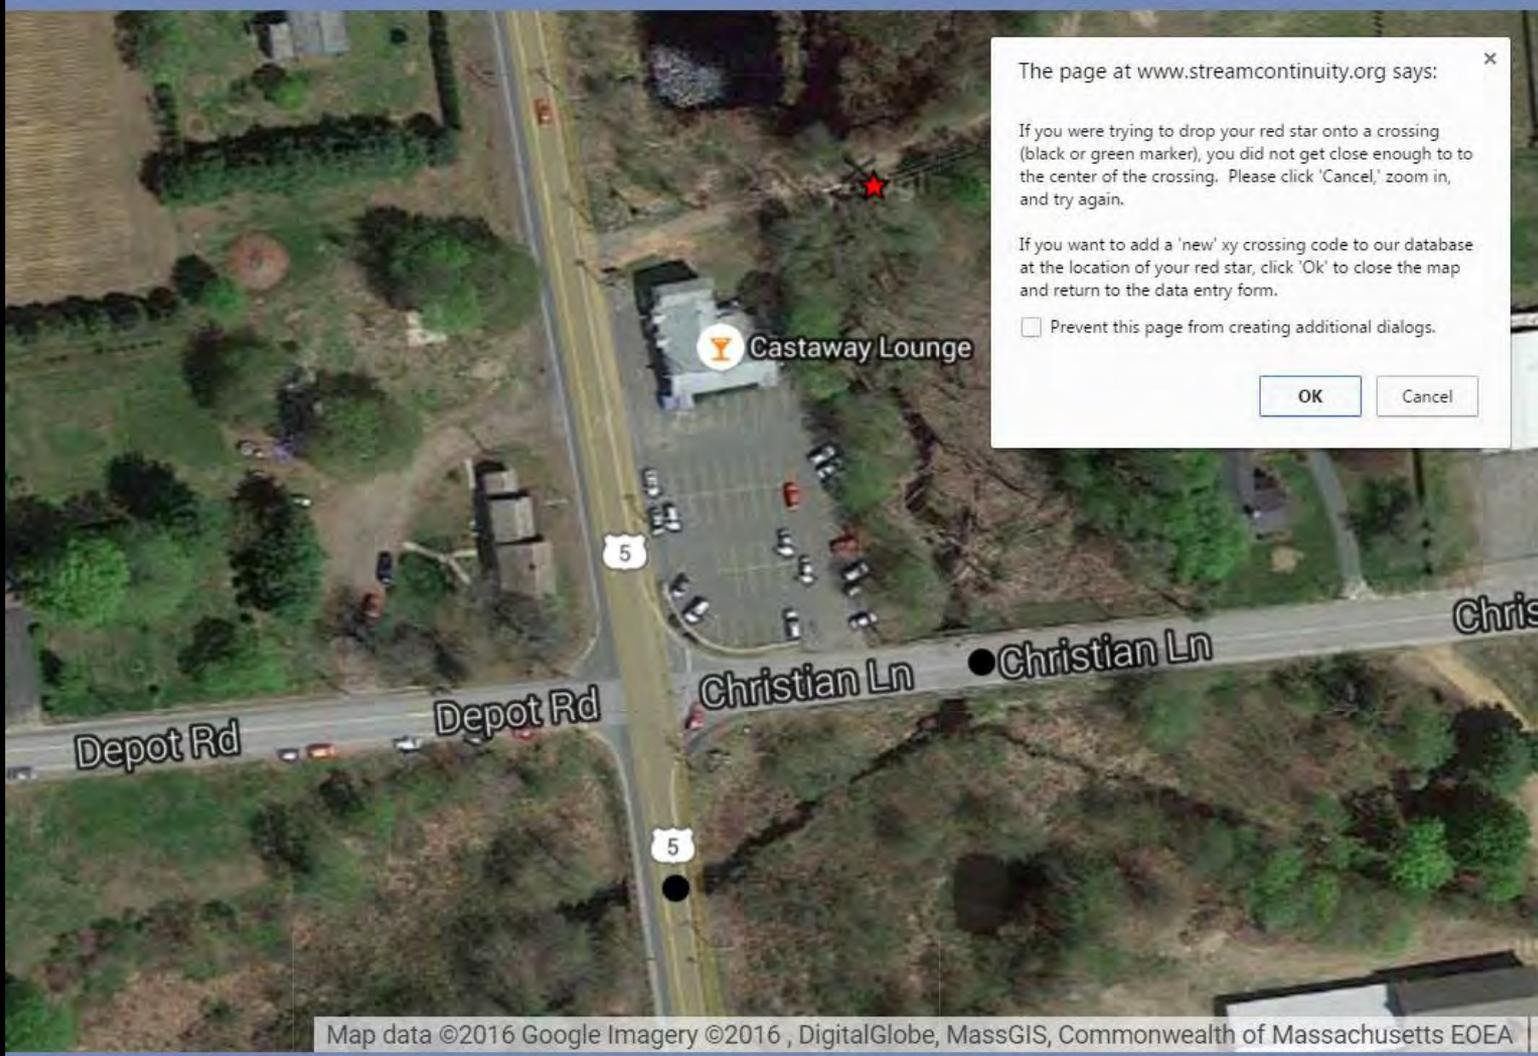 The page at www.streamcontinuity.org says:
×
If you were trying to drop your red star onto a crossing
(black or green marker), you did not get close enough to to
the center of the crossing.  Please click 'Cancel,' zoom in,
and try again.
If you want to add a 'new' xy crossing code to our database
at the location of your red star, click 'Ok' to close the map
and return to the data entry form.
Prevent this page from creating additional dialogs.
OK
Cancel
Castaway Lounge
5
Chris
Christian Ln
Christian Ln
Depot Rd
Depot Rd
5
Map data ©2016 Google Imagery ©2016 , DigitalGlobe, MassGIS, Commonwealth of Massachusetts EOEA